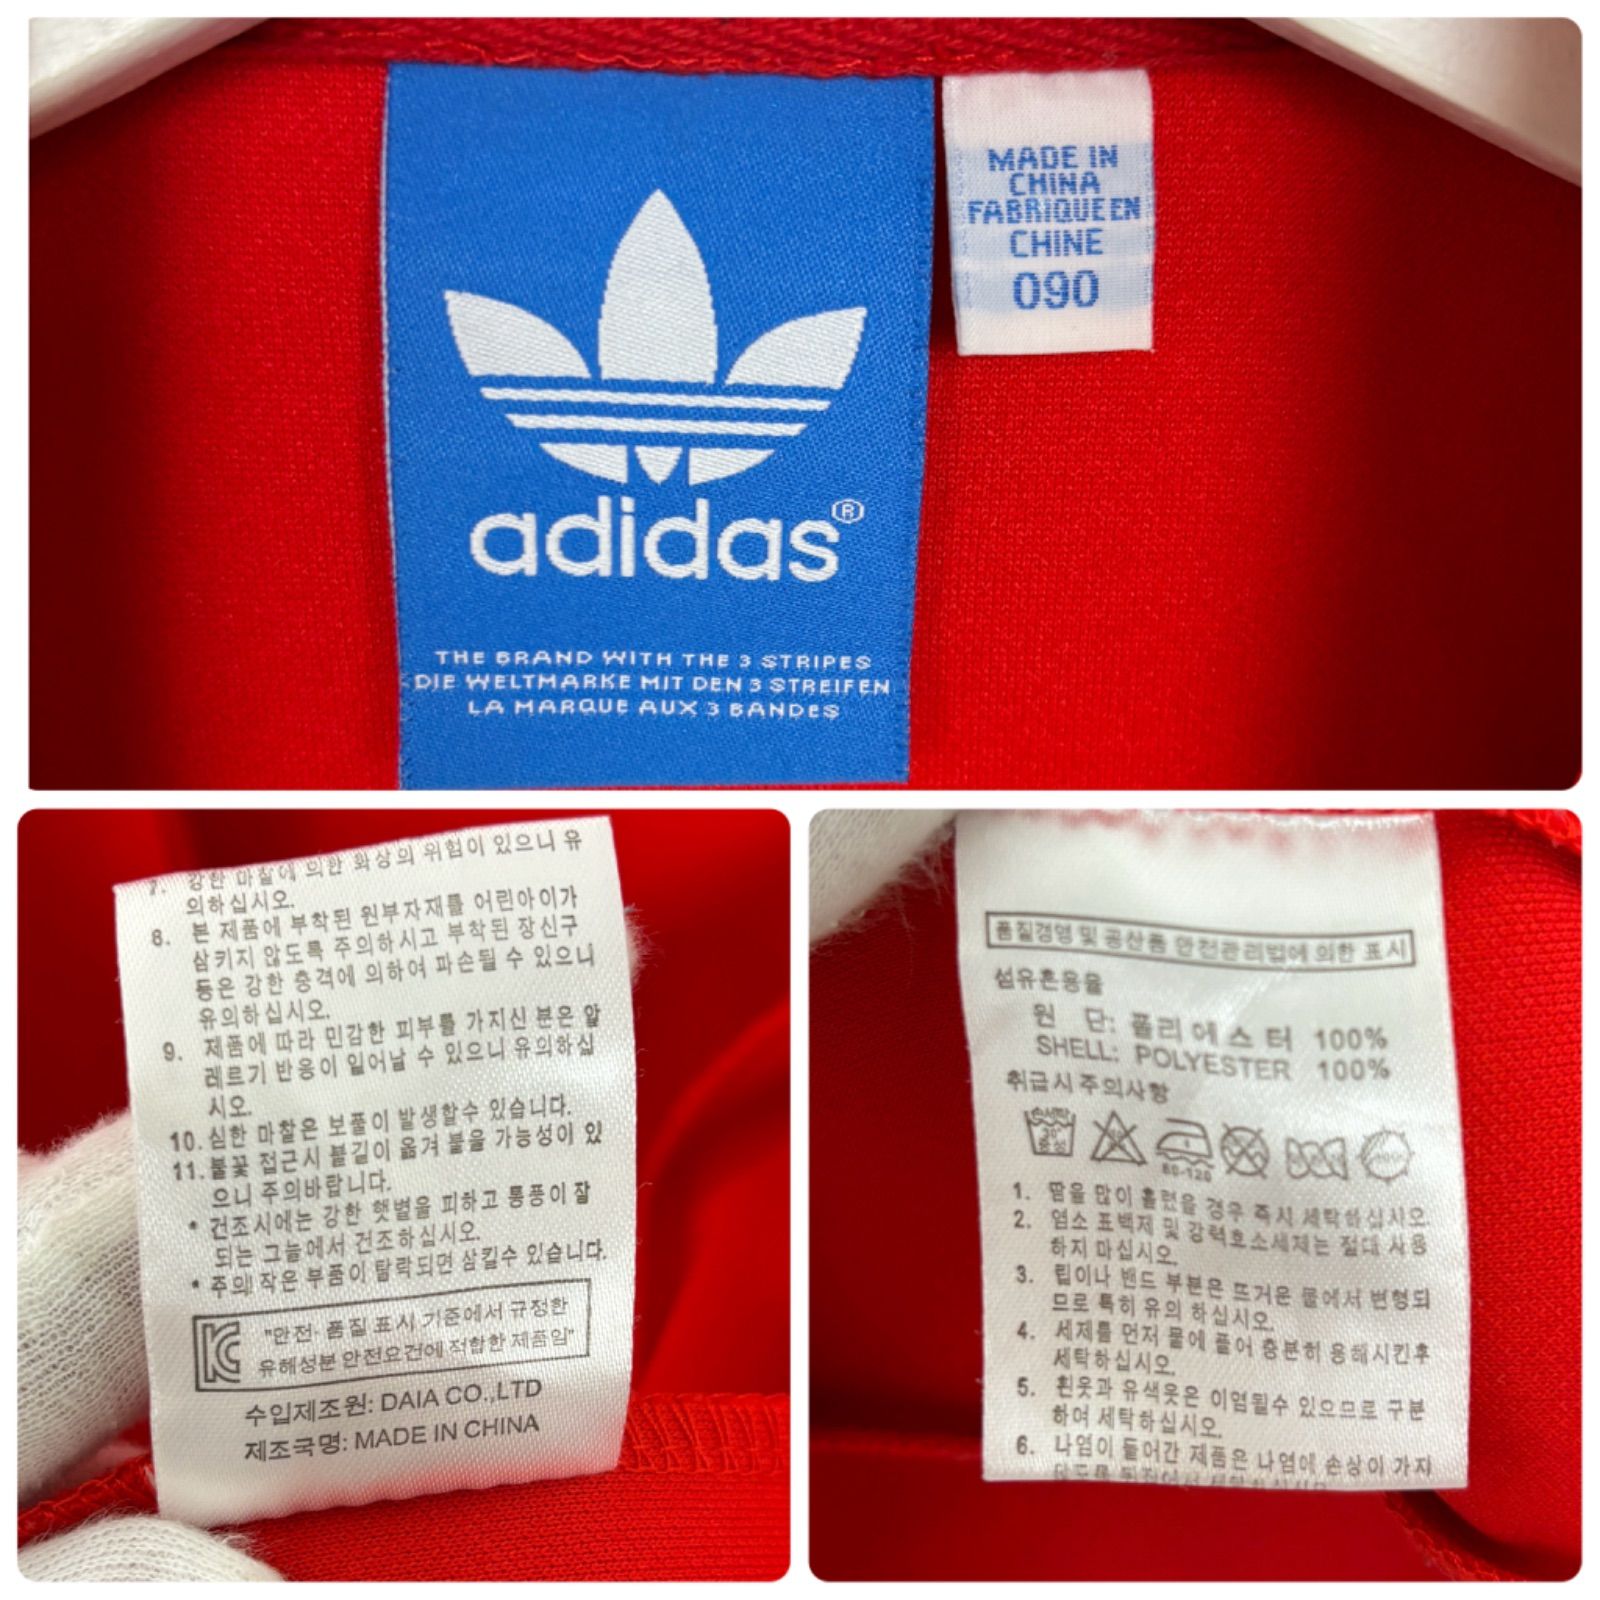 adidas®
THE BRAND WITH THE 3 STRIPES
DIE WELTMARKE MIT DEN 3 STREIFEN
LA MARQUE AUX 3 BANDES
MADE IN
CHINA
FABRIQUE EN
CHINE
090
7. 강한 마찰에 의한 화상의 위험이 있으니 유
의하십시오.
8. 본 제품에 부착된 원부자재를 어린아이가
삼키지 않도록 주의하시고 부착된 장신구
등은 강한 충격에 의하여 파손될 수 있으니
유의하십시오.
9. 제품에 따라 민감한 피부를 가지신 분은 알
레르기 반응이 일어날 수 있으니 유의하십
시오.
10. 심한 마찰은 보풀이 발생할수 있습니다.
11. 불꽃 접근시 불길이 옮겨 붙을 가능성이 있
으니 주의바랍니다.
* 건조시에는 강한 햇볕을 피하고 통풍이 잘
되는 그늘에서 건조하십시오.
* 주의! 작은 부품이 탈락되면 삼킬수 있습니다.
"안전· 품질 표시 기준에서 규정한
유해성분 안전요건에 적합한 제품임"
수입제조원: DAIA CO.,LTD
제조국명: MADE IN CHINA
품질경영 및 공산품 안전관리법에 의한 표시
섬유혼용율
원 단: 폴리에스터 100%
SHELL: POLYESTER 100%
취급시 주의사항
80-120
1. 땀을 많이 흘렸을 경우 즉시 세탁하십시오.
2. 염소 표백제 및 강력효소세제는 절대 사용
하지 마십시오.
3. 립이나 밴드 부분은 뜨거운 물에서 변형되
므로 특히 유의 하십시오.
4. 세제를 먼저 물에 풀어 충분히 용해시킨후
세탁하십시오.
5. 흰옷과 유색옷은 이염될수 있으므로 구분
하여 세탁하십시오.
6. 나염이 들어간 제품은 나염에 손상이 가지